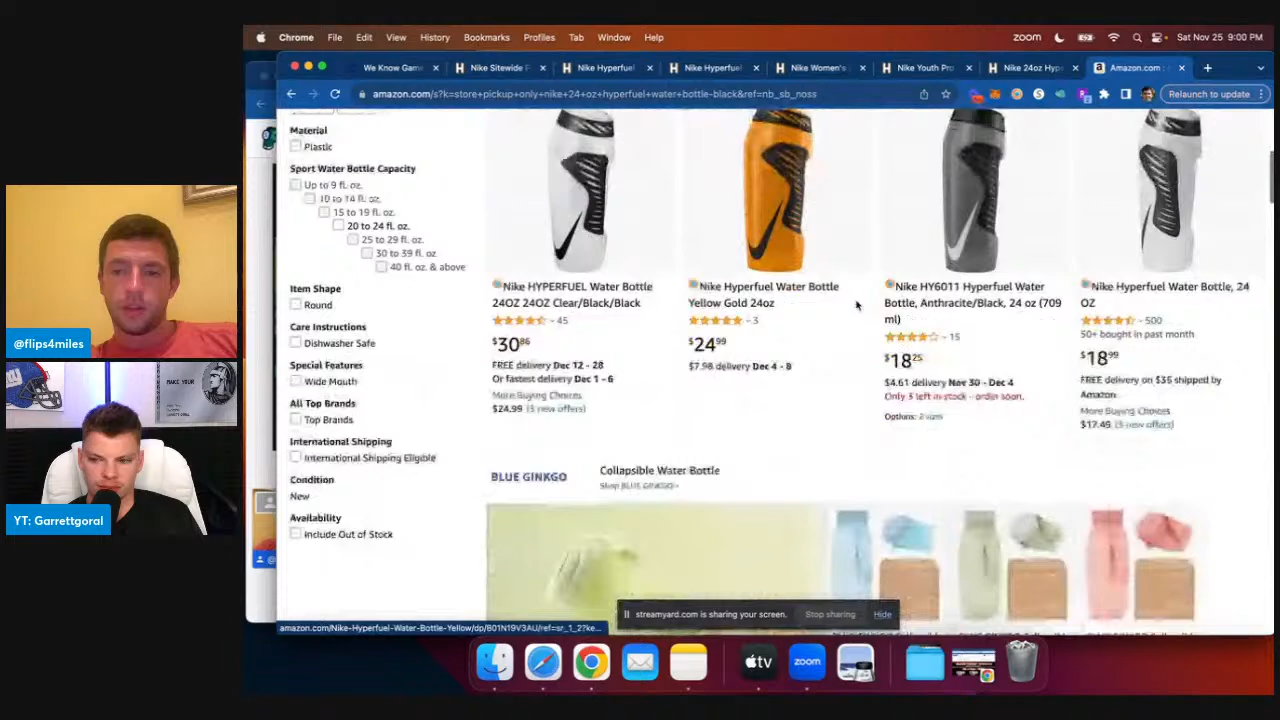 Chrome File Edit View History Bookmarks Profiles Tab Window Help
zoom
Sat Nov 25 9:00 PM
We Know Game
Nike Sitewide P
Nike Hyperfuel
Nike Hyperfuel
Nike Women's
Nike Youth Pro
Nike 24oz Hyp
Amazon.com :
amazon.com/s?k=store+pickup+only+nike+24+oz+hyperfuel+water+bottle-black&ref=nb_sb_noss
Relaunch to update
Material
Plastic
Sport Water Bottle Capacity
Up to 9 fl. oz.
10 to 14 fl. oz.
15 to 19 fl. oz.
20 to 24 fl. oz.
25 to 29 fl. oz.
30 to 39 fl. oz
40 fl. oz. & above
Item Shape
Round
Care Instructions
Dishwasher Safe
Special Features
Wide Mouth
All Top Brands
Top Brands
International Shipping
International Shipping Eligible
Condition
New
Availability
Include Out of Stock
Nike HYPERFUEL Water Bottle
24OZ 24OZ Clear/Black/Black
45
$30 86
FREE delivery Dec 12 - 28
Or fastest delivery Dec 1 - 6
More Buying Choices
$24.99 (3 new offers)
Nike Hyperfuel Water Bottle
Yellow Gold 24oz
3
$24 99
$7.98 delivery Dec 4 - 8
Nike HY6011 Hyperfuel Water
Bottle, Anthracite/Black, 24 oz (709
ml)
15
$18 25
$4.61 delivery Nov 30 - Dec 4
Only 3 left in stock - order soon.
Options: 2
Nike Hyperfuel Water Bottle, 24
OZ
500
50+ bought in past month
$18 99
FREE delivery on $35 shipped by
Amazon.
More Buying Choices
$17.49 (5 new offers)
BLUE GINKGO
Collapsible Water Bottle
Shop BLUE GINKGO
streamyard.com is sharing your screen.
Stop sharing
Hide
amazon.com/Nike-Hyperfuel-Water-Bottle-Yellow/dp/B01N19V3AU/ref=sr_1_2?ke...
tv
zoom
@flips4miles
MAKE YOUR
YT: Garrettgoral